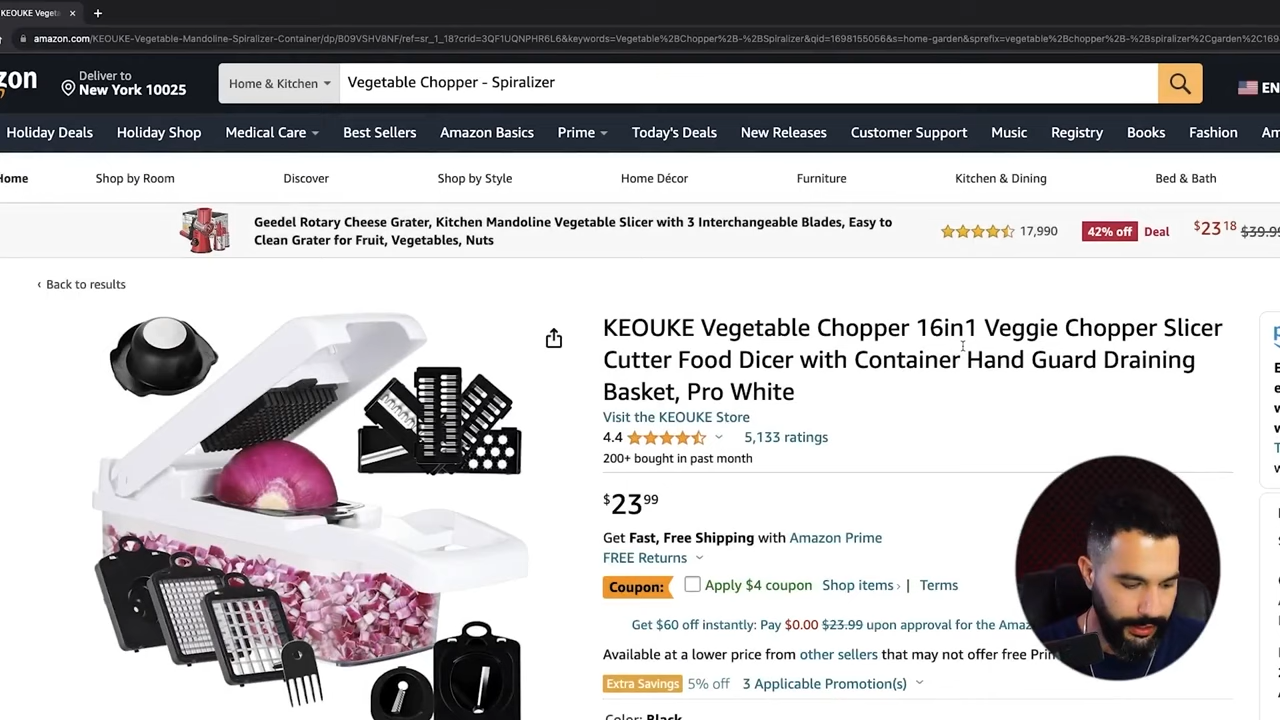 KEOUKE Veget
amazon.com/KEOUKE-Vegetable-Mandoline-Spiralizer-Container/dp/B09VSHV8NF/ref=sr_1_18?crid=3QF1UQNPHR6L6&keywords=Vegetable%2BChopper%2B-%2BSpiralizer&qid=1698155056&s=home-garden&sprefix=vegetable%2Bchopper%2B-%2Bspiralizer%2Cgarden%2C169
zon
Deliver to
New York 10025
Home & Kitchen
Vegetable Chopper - Spiralizer
EN
Holiday Deals Holiday Shop Medical Care Best Sellers Amazon Basics Prime Today's Deals New Releases Customer Support Music Registry Books Fashion Am
Home Shop by Room Discover Shop by Style Home Décor Furniture Kitchen & Dining Bed & Bath
Geedel Rotary Cheese Grater, Kitchen Mandoline Vegetable Slicer with 3 Interchangeable Blades, Easy to
Clean Grater for Fruit, Vegetables, Nuts
17,990 42% off Deal $23 18 $39.99
‹ Back to results
KEOUKE Vegetable Chopper 16in1 Veggie Chopper Slicer
Cutter Food Dicer with Container Hand Guard Draining
Basket, Pro White
Visit the KEOUKE Store
4.4 5,133 ratings
200+ bought in past month
$23 99
Get Fast, Free Shipping with Amazon Prime
FREE Returns
Coupon: Apply $4 coupon Shop items › | Terms
Get $60 off instantly: Pay $0.00 $23.99 upon approval for the Amaz
Available at a lower price from other sellers that may not offer free Prim
Extra Savings 5% off 3 Applicable Promotion(s)
Color: Black